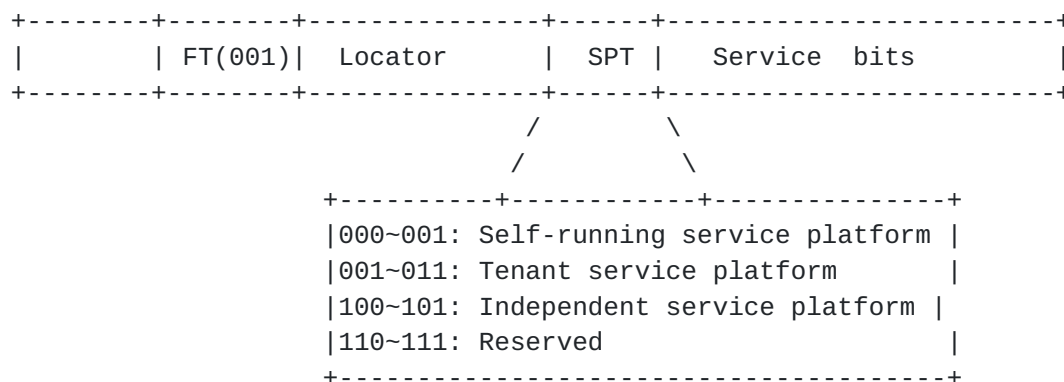 +--------+--------+---------------+------+-------------------------+
|        | FT(001)|  Locator      |  SPT |   Service  bits         |
+--------+--------+---------------+------+-------------------------+
/        \
/          \
+----------+------------+---------------+
|000~001: Self-running service platform |
|001~011: Tenant service platform       |
|100~101: Independent service platform |
|110~111: Reserved                      |
+---------------------------------------+